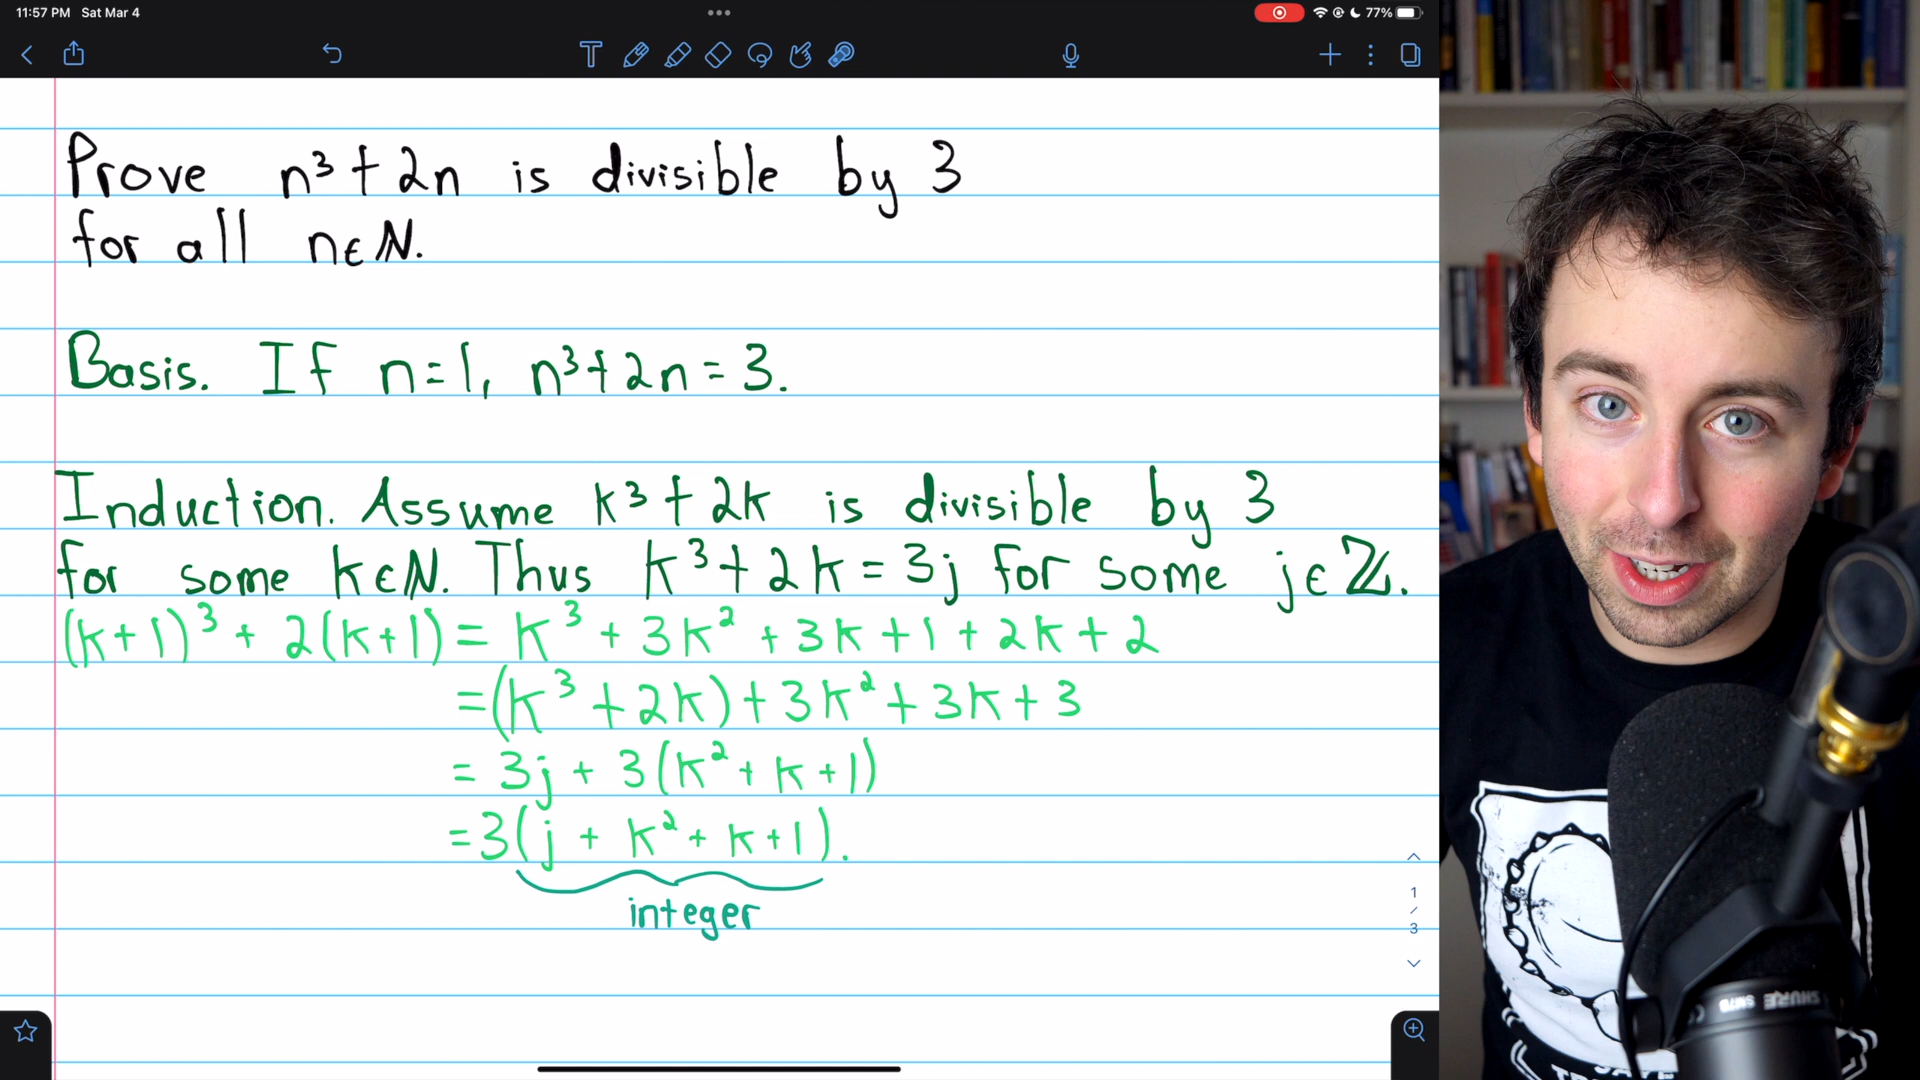 11:57 PM Sat Mar 4
77%
Prove n³+2n is divisible by 3
for all n∈ℕ.
Basis. If n=1, n³+2n=3.
Induction. Assume k³+2k is divisible by 3
for some k∈ℕ. Thus k³+2k=3j for some j∈ℤ.
(k+1)³ + 2(k+1) = k³ + 3k² + 3k + 1 + 2k + 2
=(k³ + 2k) + 3k² + 3k + 3
= 3j + 3(k² + k + 1)
=3(j + k² + k + 1).
integer
1
/
3
SHURE SM7B